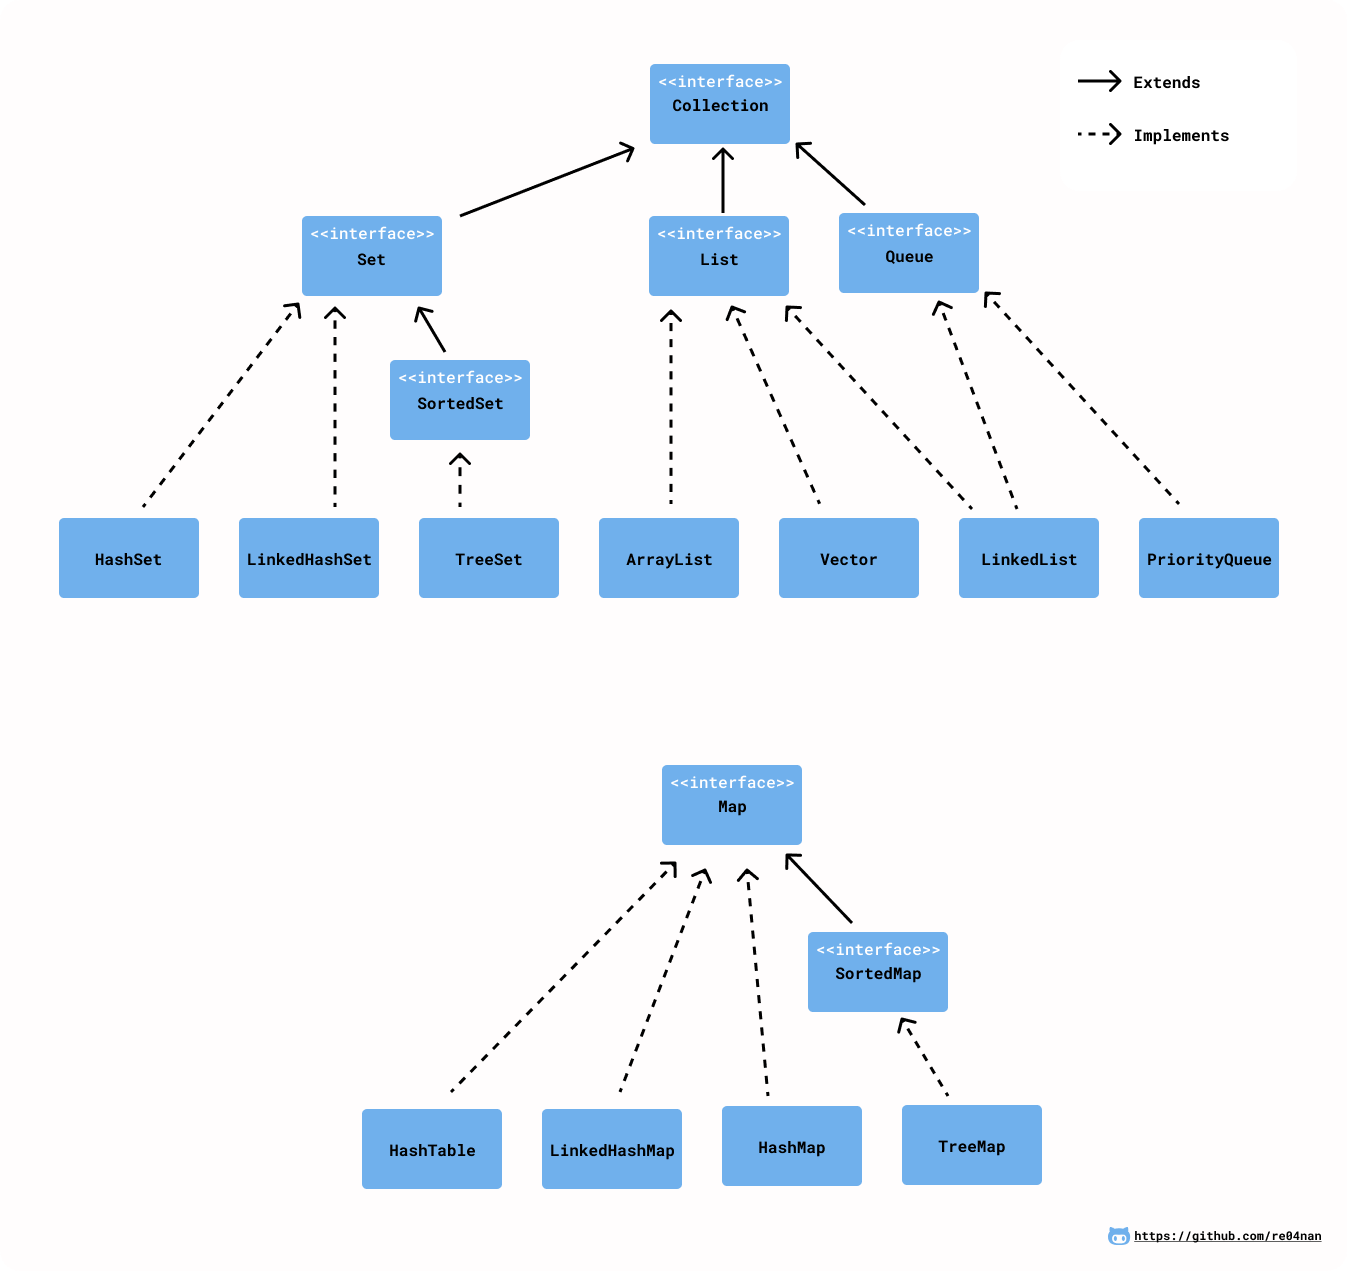 <<interface>>
Collection
Extends
Implements
<<interface>>
Set
<<interface>>
List
<<interface>>
Queue
<<interface>>
SortedSet
HashSet
LinkedHashSet
TreeSet
ArrayList
Vector
LinkedList
PriorityQueue
<<interface>>
Map
<<interface>>
SortedMap
HashTable
LinkedHashMap
HashMap
TreeMap
https://github.com/re04nan